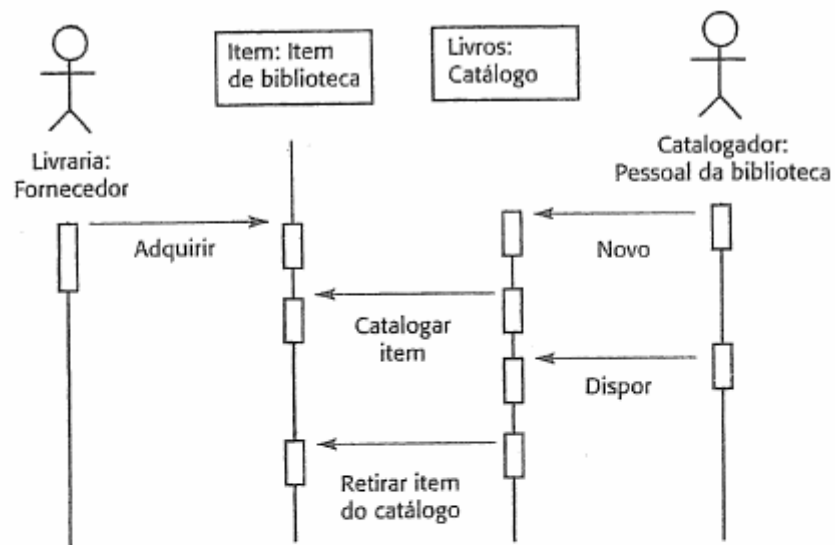 Item: Item
de biblioteca
Livros:
Catálogo
Livraria:
Fornecedor
Catalogador:
Pessoal da biblioteca
Adquirir
Novo
Catalogar
item
Dispor
Retirar item
do catálogo